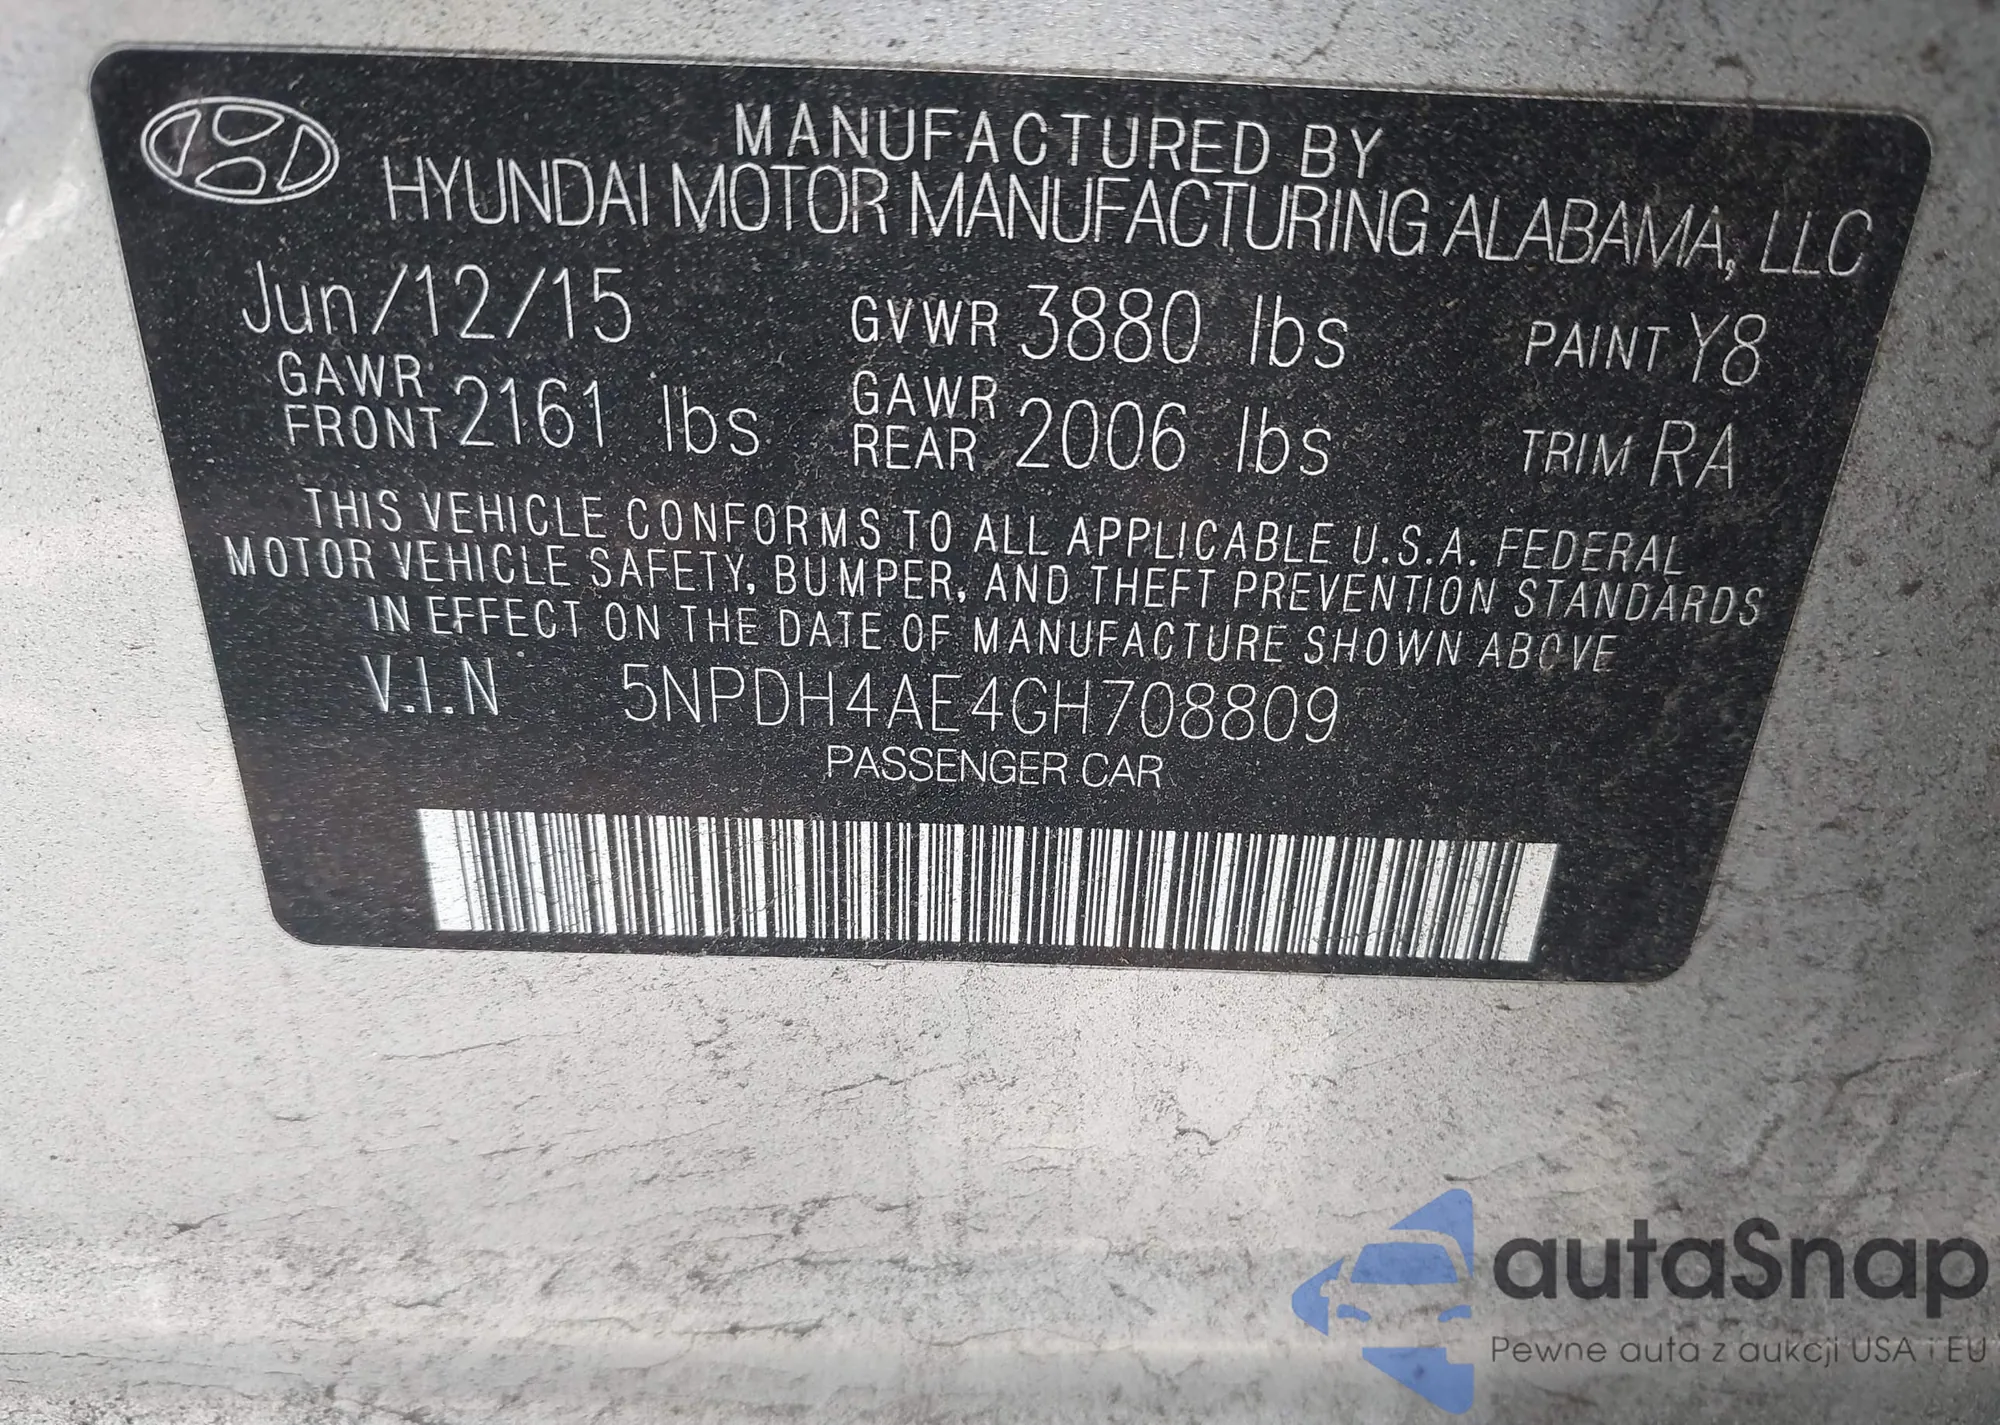 MANUFACTURED BY
HYUNDAI MOTOR MANUFACTURING ALABAMA, LLC
Jun/12/15 GVWR 3880 lbs PAINT Y8
GAWR FRONT 2161 lbs GAWR REAR 2006 lbs TRIM RA
THIS VEHICLE CONFORMS TO ALL APPLICABLE U.S.A. FEDERAL
MOTOR VEHICLE SAFETY, BUMPER, AND THEFT PREVENTION STANDARDS
IN EFFECT ON THE DATE OF MANUFACTURE SHOWN ABOVE
V.I.N 5NPDH4AE4GH708809
PASSENGER CAR
autaSnap
Pewne auta z aukcji USA i EU